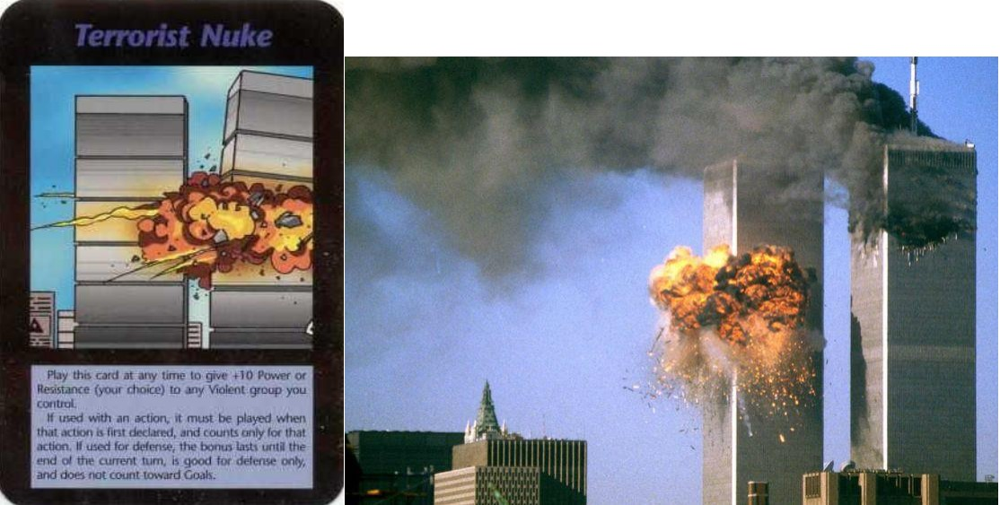 Terrorist Nuke
Play this card at any time to give +10 Power or
Resistance (your choice) to any Violent group you
control.
If used with an action, it must be played when
that action is first declared, and counts only for that
action. If used for defense, the bonus lasts until the
end of the current turn, is good for defense only,
and does not count toward Goals.